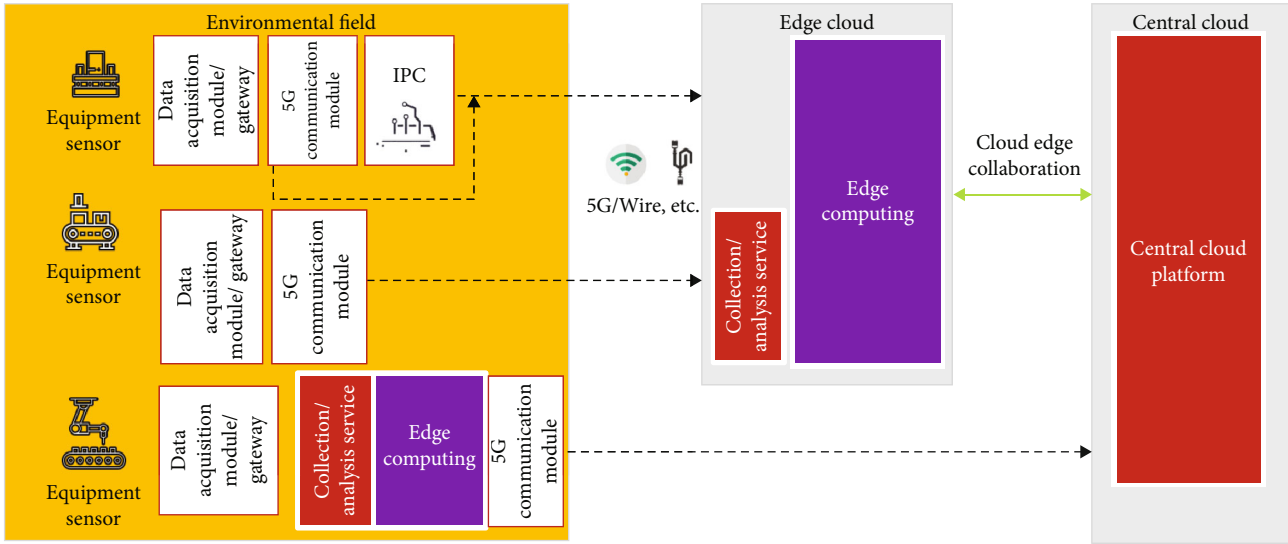 Environmental field
Equipment
sensor
Data
acquisition
module/
gateway
5G
communication
module
IPC
Equipment
sensor
Data
acquisition
module/ gateway
5G
communication
module
Equipment
sensor
Data
acquisition
module/
gateway
Collection/
analysis service
Edge
computing
5G
communication
module
5G/Wire, etc.
Edge cloud
Collection/
analysis service
Edge
computing
Cloud edge
collaboration
Central cloud
Central cloud
platform